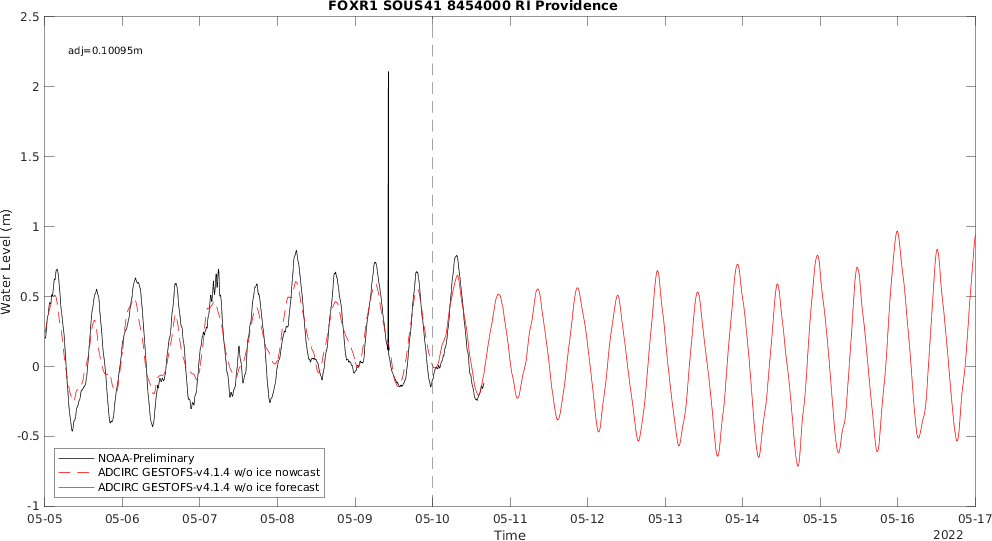 FOXR1 SOUS41 8454000 RI Providence
2.5
adj=0.10095m
2
1.5
1
0.5
0
-0.5
-1
Water Level (m)
NOAA-Preliminary
ADCIRC GESTOFS-v4.1.4 w/o ice nowcast
ADCIRC GESTOFS-v4.1.4 w/o ice forecast
05-05 05-06 05-07 05-08 05-09 05-10 05-11 05-12 05-13 05-14 05-15 05-16 05-17
Time
2022